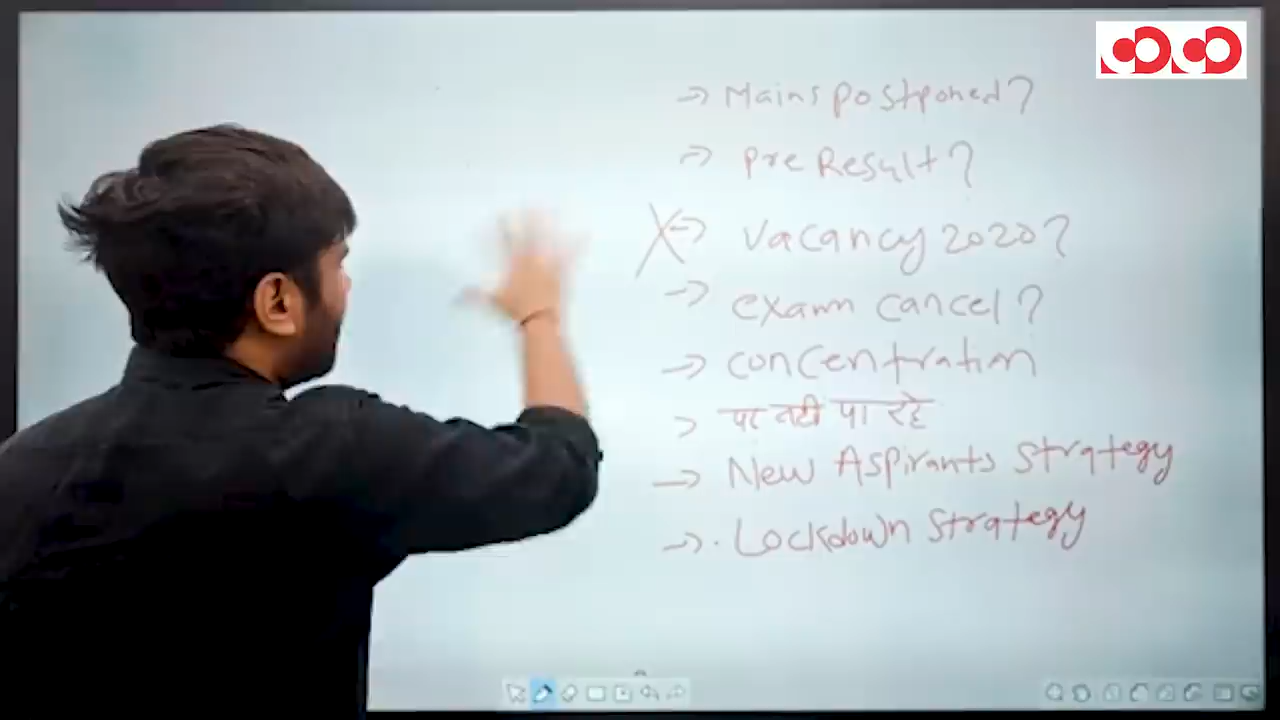 → Mains postponed?
→ Pre Result?
X→ Vacancy 2020?
→ exam cancel?
→ concentration
> पढ नही पा रहे
→ New Aspirants strategy
→ . Lockdown strategy